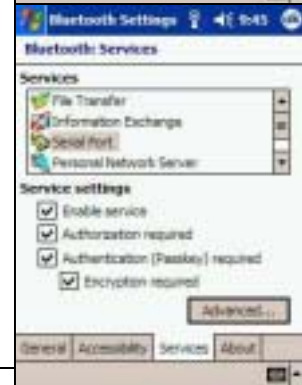 Bluetooth Settings 9:45 ok
Bluetooth: Services
Services
File Transfer
Information Exchange
Serial Port
Personal Network Server
Service settings
Enable service
Authorization required
Authentication (Passkey) required
Encryption required
Advanced...
General Accessibility Services About